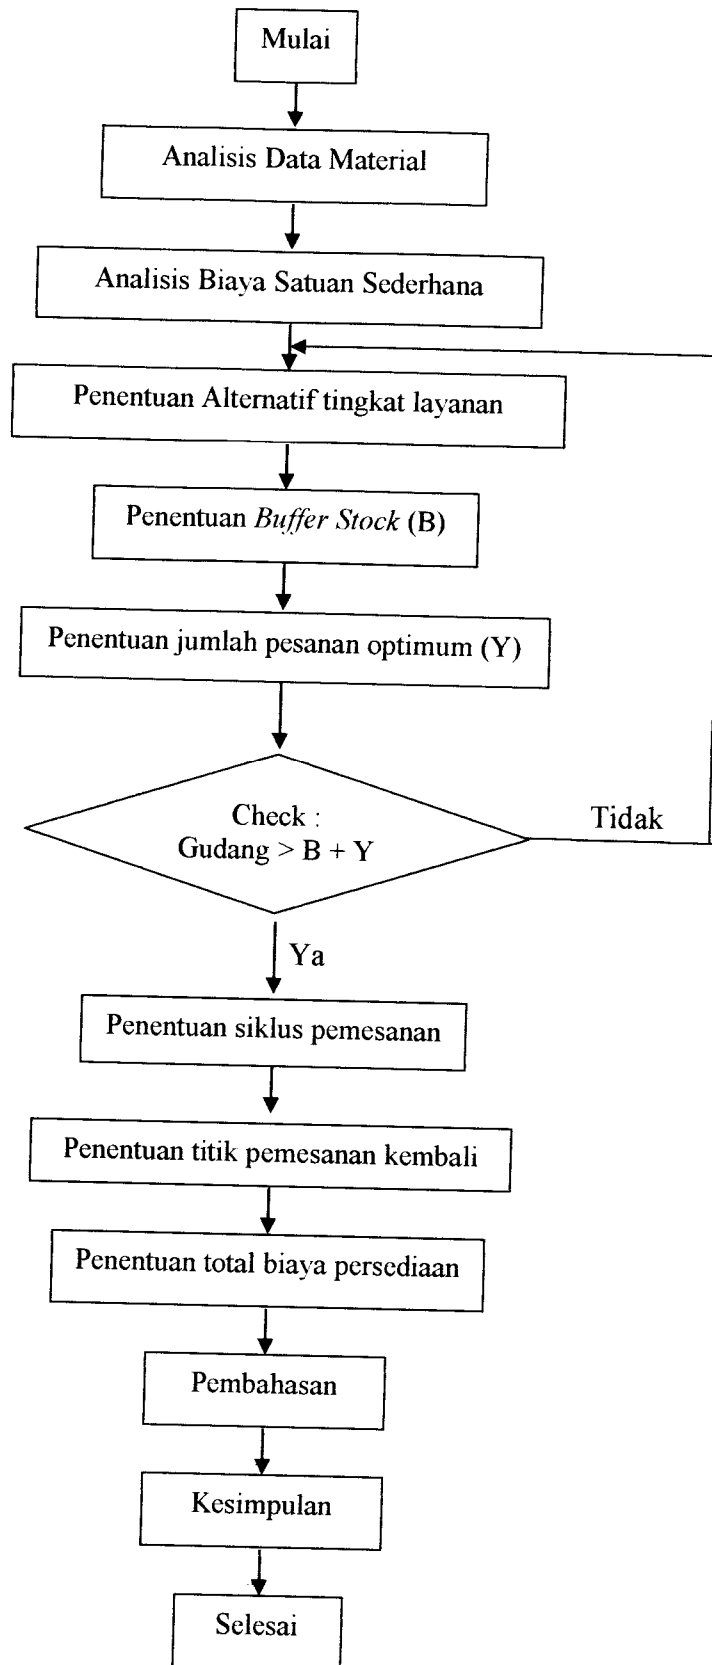 Mulai
Analisis Data Material
Analisis Biaya Satuan Sederhana
Penentuan Alternatif tingkat layanan
Penentuan Buffer Stock (B)
Penentuan jumlah pesanan optimum (Y)
Check :
Gudang > B + Y
Tidak
Ya
Penentuan siklus pemesanan
Penentuan titik pemesanan kembali
Penentuan total biaya persediaan
Pembahasan
Kesimpulan
Selesai